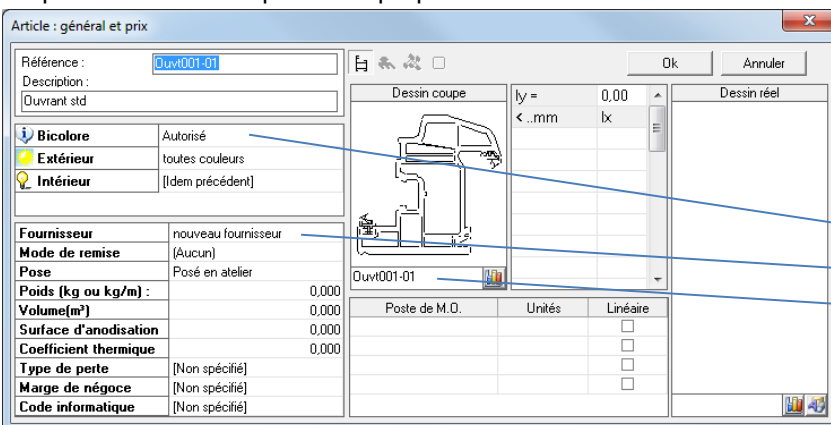 Article : général et prix
Référence :
Ouvt001-01
Description :
Ouvrant std
Bicolore Autorisé
Extérieur toutes couleurs
Intérieur [Idem précédent]
Fournisseur nouveau fournisseur
Mode de remise (Aucun)
Pose Posé en atelier
Poids (kg ou kg/m) : 0,000
Volume(m³) 0,000
Surface d'anodisation 0,000
Coefficient thermique 0,000
Type de perte [Non spécifié]
Marge de négoce [Non spécifié]
Code informatique [Non spécifié]
Ok Annuler
Dessin coupe
Ouvt001-01
Iy = 0,00
< ..mm Ix
Dessin réel
Poste de M.O. Unités Linéaire